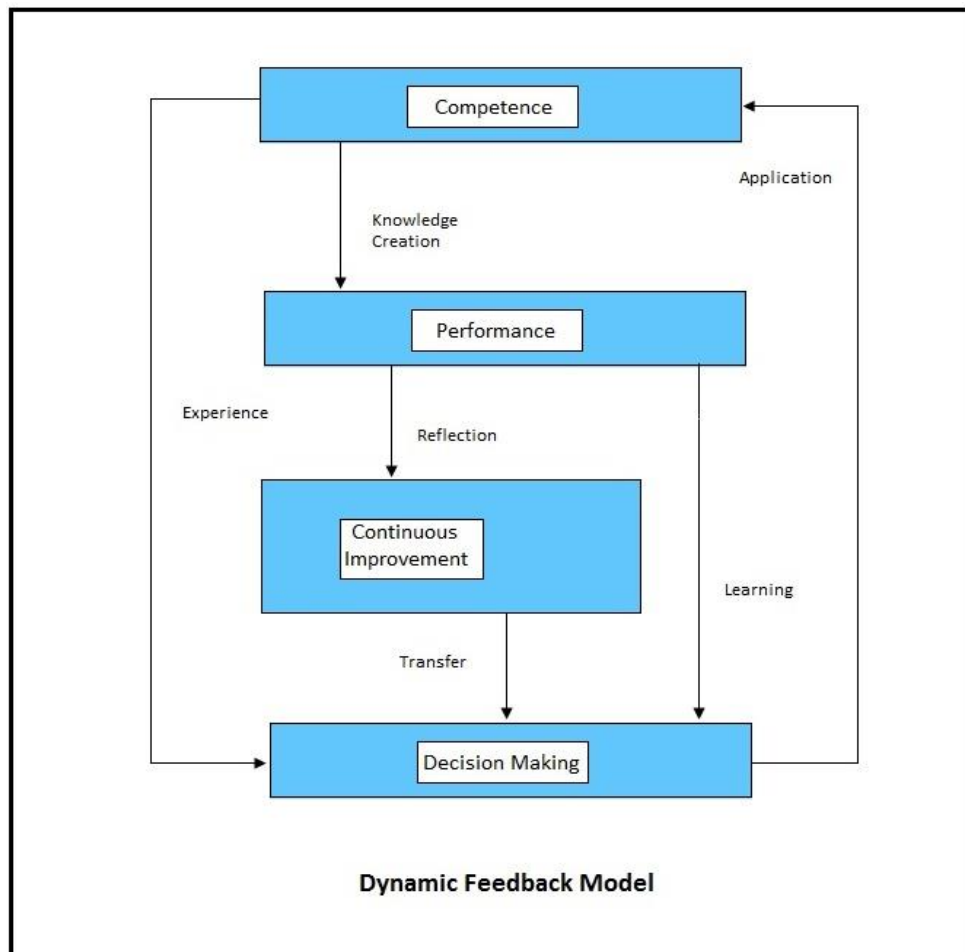 Competence
Application
Knowledge
Creation
Performance
Experience
Reflection
Continuous
Improvement
Learning
Transfer
Decision Making
Dynamic Feedback Model